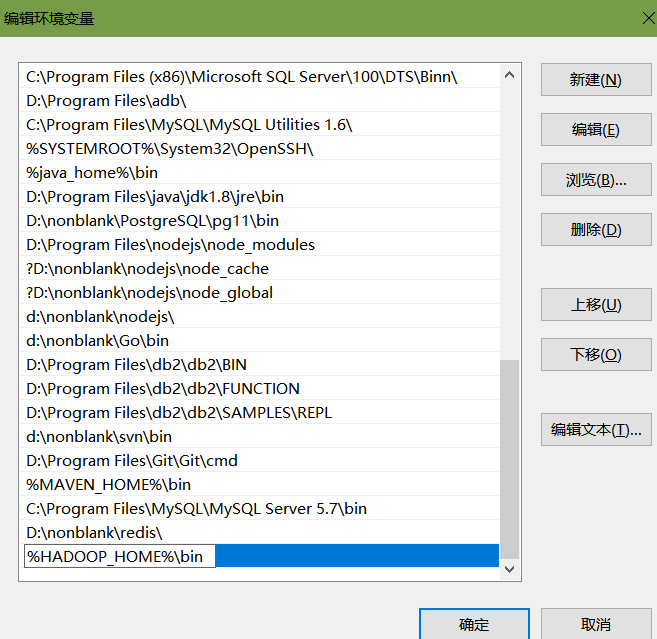 编辑环境变量
C:\Program Files (x86)\Microsoft SQL Server\100\DTS\Binn\
D:\Program Files\adb\
C:\Program Files\MySQL\MySQL Utilities 1.6\
%SYSTEMROOT%\System32\OpenSSH\
%java_home%\bin
D:\Program Files\java\jdk1.8\jre\bin
D:\nonblank\PostgreSQL\pg11\bin
D:\Program Files\nodejs\node_modules
?D:\nonblank\nodejs\node_cache
?D:\nonblank\nodejs\node_global
d:\nonblank\nodejs\
d:\nonblank\Go\bin
D:\Program Files\db2\db2\BIN
D:\Program Files\db2\db2\FUNCTION
D:\Program Files\db2\db2\SAMPLES\REPL
d:\nonblank\svn\bin
D:\Program Files\Git\Git\cmd
%MAVEN_HOME%\bin
C:\Program Files\MySQL\MySQL Server 5.7\bin
D:\nonblank\redis\
%HADOOP_HOME%\bin
新建(N)
编辑(E)
浏览(B)...
删除(D)
上移(U)
下移(O)
编辑文本(T)...
确定
取消